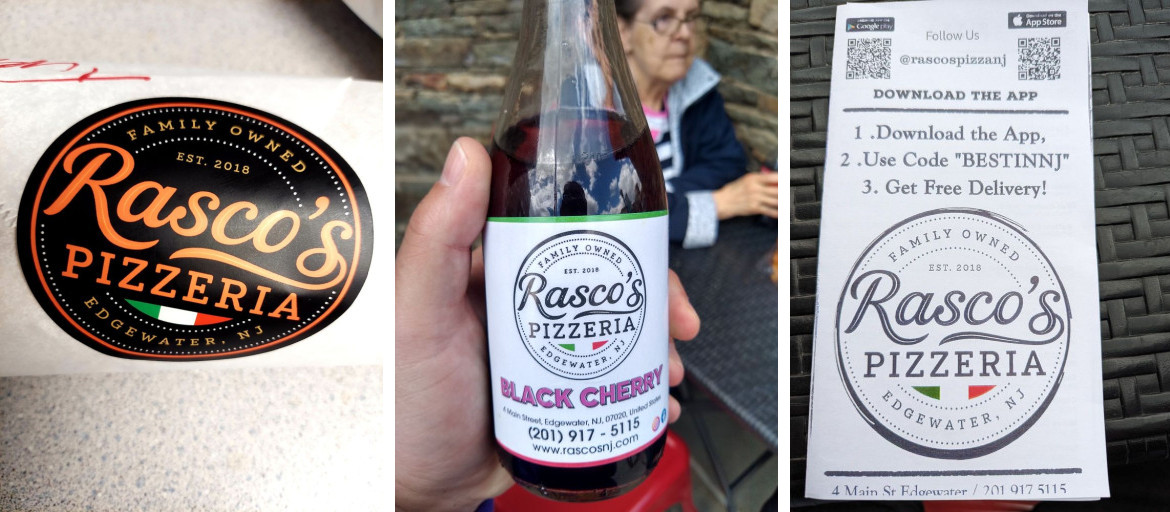 FAMILY OWNED
EST. 2018
Rasco's
PIZZERIA
EDGEWATER, NJ
FAMILY OWNED
EST. 2018
Rasco's
PIZZERIA
EDGEWATER, NJ
BLACK CHERRY
Main Street, Edgewater, NJ, 07020, United States
(201) 917 - 5115
www.rascosnj.com
Google play
Download on the
App Store
Follow Us
@rascospizzanj
DOWNLOAD THE APP
1 .Download the App,
2 .Use Code "BESTINNJ"
3. Get Free Delivery!
FAMILY OWNED
EST. 2018
Rasco's
PIZZERIA
EDGEWATER, NJ
4 Main St Edgewater / 201 917 5115